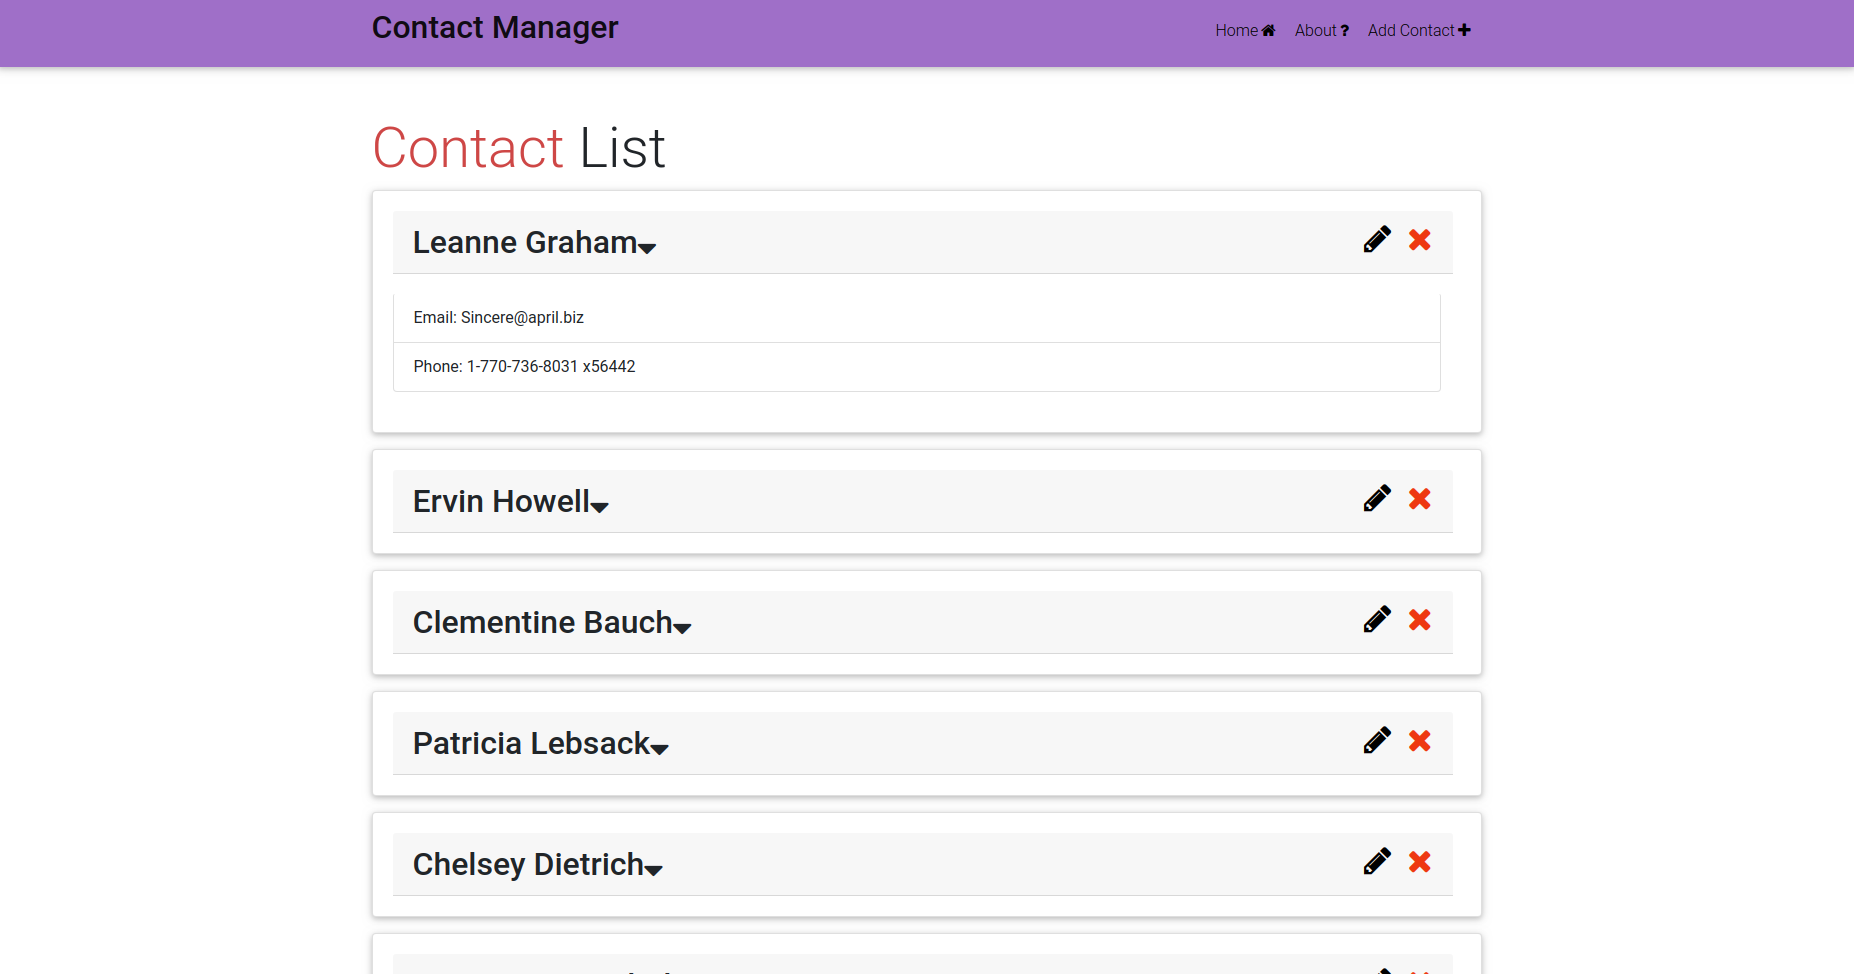 Contact Manager
Home
About ?
Add Contact
Contact List
Leanne Graham
Email: Sincere@april.biz
Phone: 1-770-736-8031 x56442
Ervin Howell
Clementine Bauch
Patricia Lebsack
Chelsey Dietrich